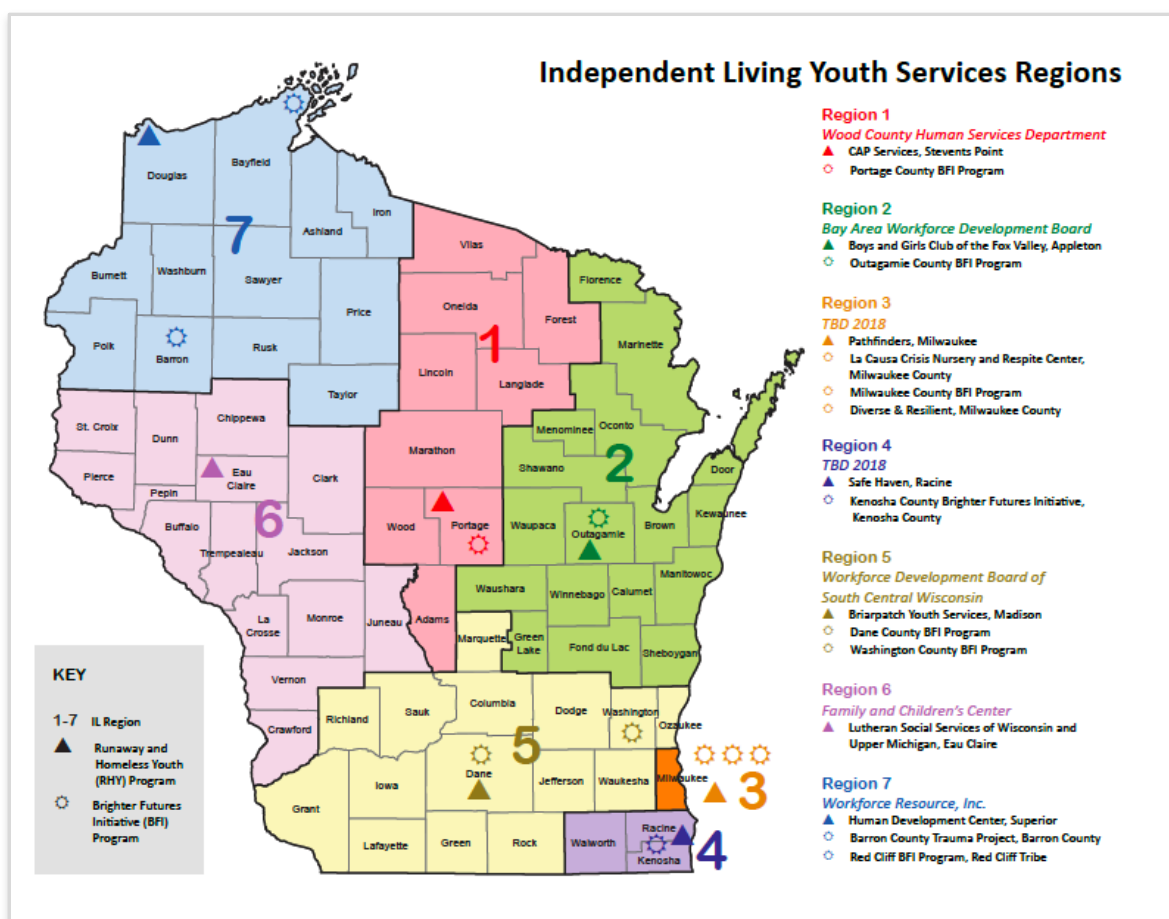 Independent Living Youth Services Regions
Region 1
Wood County Human Services Department
CAP Services, Stevents Point
Portage County BFI Program
Region 2
Bay Area Workforce Development Board
Boys and Girls Club of the Fox Valley, Appleton
Outagamie County BFI Program
Region 3
TBD 2018
Pathfinders, Milwaukee
La Causa Crisis Nursery and Respite Center,
Milwaukee County
Milwaukee County BFI Program
Diverse & Resilient, Milwaukee County
Region 4
TBD 2018
Safe Haven, Racine
Kenosha County Brighter Futures Initiative,
Kenosha County
Region 5
Workforce Development Board of
South Central Wisconsin
Briarpatch Youth Services, Madison
Dane County BFI Program
Washington County BFI Program
Region 6
Family and Children's Center
Lutheran Social Services of Wisconsin and
Upper Michigan, Eau Claire
Region 7
Workforce Resource, Inc.
Human Development Center, Superior
Barron County Trauma Project, Barron County
Red Cliff BFI Program, Red Cliff Tribe
Douglas
Bayfield
Ashland
Iron
7
Burnett
Washburn
Sawyer
Price
Polk
Barron
Rusk
Taylor
Vilas
Oneida
Forest
1
Lincoln
Langlade
Marathon
Wood
Portage
Adams
Florence
Marinette
Menominee
Oconto
2
Shawano
Door
Waupaca
Outagamie
Brown
Kewaunee
Waushara
Winnebago
Calumet
Manitowoc
Green
Lake
Fond du Lac
Sheboygan
St. Croix
Dunn
Chippewa
Pierce
Eau
Claire
Clark
Pepin
Buffalo
6
Trempealeau
Jackson
La
Crosse
Monroe
Juneau
Vernon
Crawford
Marquette
Richland
Sauk
Columbia
Dodge
Washington
Ozaukee
5
Dane
Iowa
Jefferson
Waukesha
Grant
Lafayette
Green
Rock
Milwaukee
3
Walworth
Racine
Kenosha
4
KEY
1-7 IL Region
Runaway and
Homeless Youth
(RHY) Program
Brighter Futures
Initiative (BFI)
Program